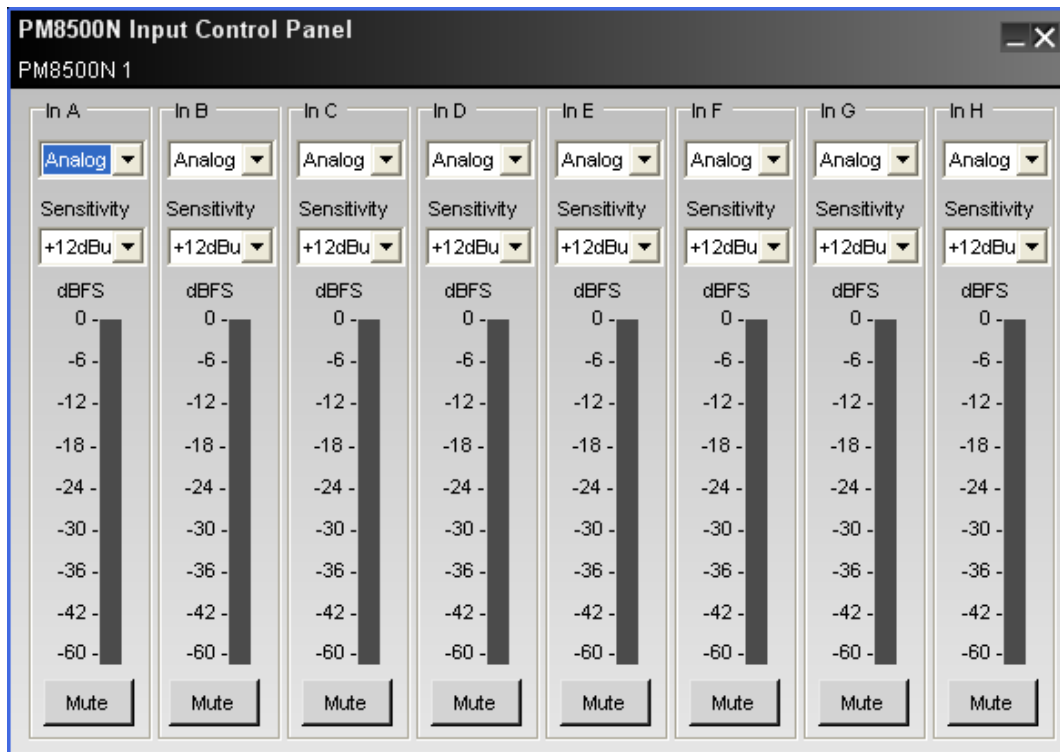 PM8500N Input Control Panel
PM8500N 1
In A In B In C In D In E In F In G In H
Analog Analog Analog Analog Analog Analog Analog Analog
Sensitivity Sensitivity Sensitivity Sensitivity Sensitivity Sensitivity Sensitivity Sensitivity
+12dBu +12dBu +12dBu +12dBu +12dBu +12dBu +12dBu +12dBu
dBFS dBFS dBFS dBFS dBFS dBFS dBFS dBFS
0 - 0 - 0 - 0 - 0 - 0 - 0 - 0 -
-6 - -6 - -6 - -6 - -6 - -6 - -6 - -6 -
-12 - -12 - -12 - -12 - -12 - -12 - -12 - -12 -
-18 - -18 - -18 - -18 - -18 - -18 - -18 - -18 -
-24 - -24 - -24 - -24 - -24 - -24 - -24 - -24 -
-30 - -30 - -30 - -30 - -30 - -30 - -30 - -30 -
-36 - -36 - -36 - -36 - -36 - -36 - -36 - -36 -
-42 - -42 - -42 - -42 - -42 - -42 - -42 - -42 -
-60 - -60 - -60 - -60 - -60 - -60 - -60 - -60 -
Mute Mute Mute Mute Mute Mute Mute Mute